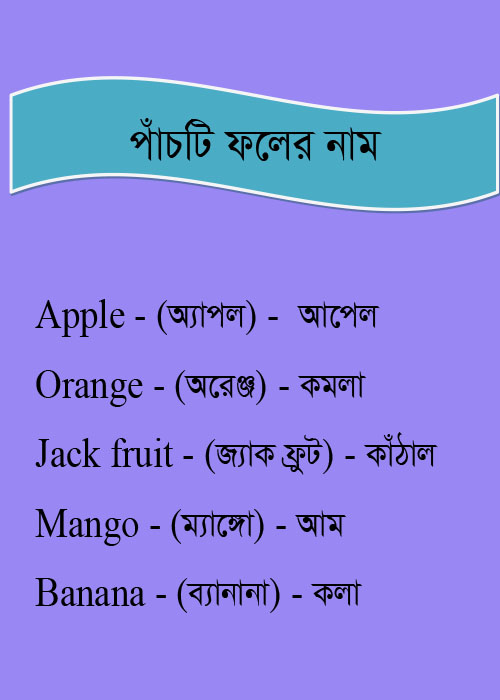 পাঁচটি ফলের নাম
Apple - (অ্যাপল) - আপেল
Orange - (অরেঞ্জ) - কমলা
Jack fruit - (জ্যাক ফ্রুট) - কাঁঠাল
Mango - (ম্যাঙ্গো) - আম
Banana - (ব্যানানা) - কলা